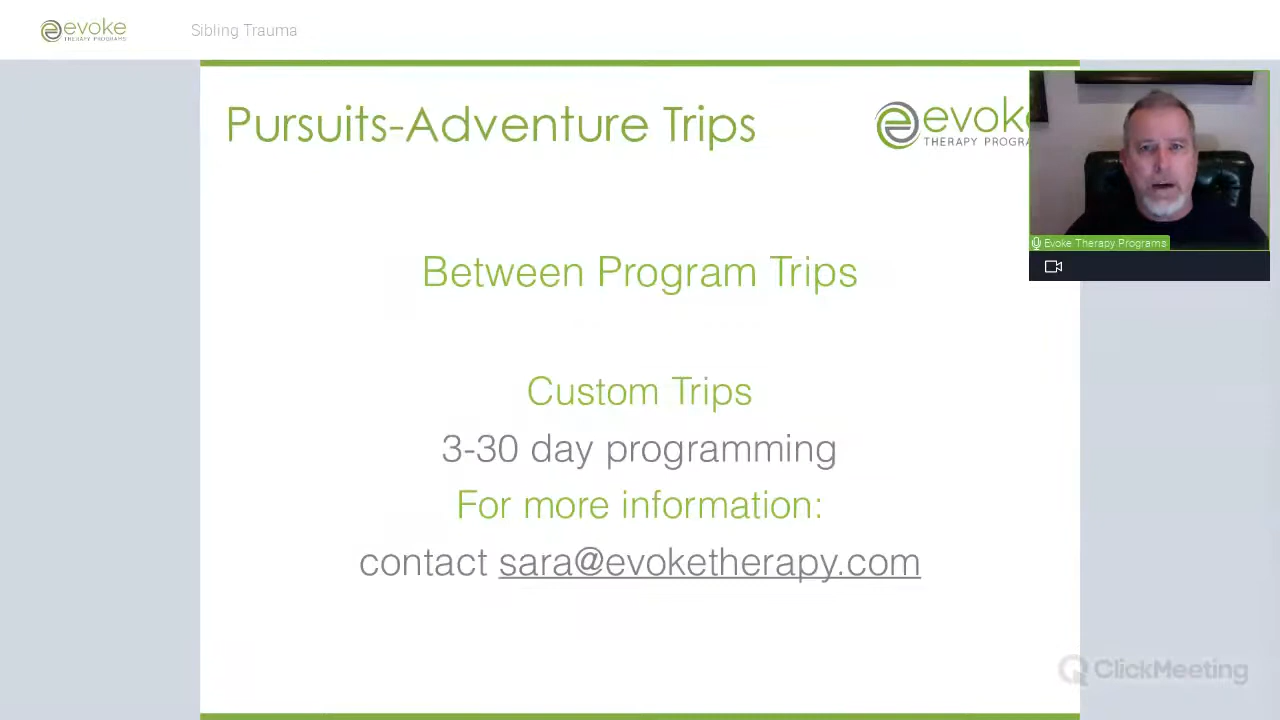 evoke
THERAPY PROGRAMS
Sibling Trauma
Pursuits-Adventure Trips
evoke
THERAPY PROGRA
Evoke Therapy Programs
Between Program Trips
Custom Trips
3-30 day programming
For more information:
contact sara@evoketherapy.com
ClickMeeting